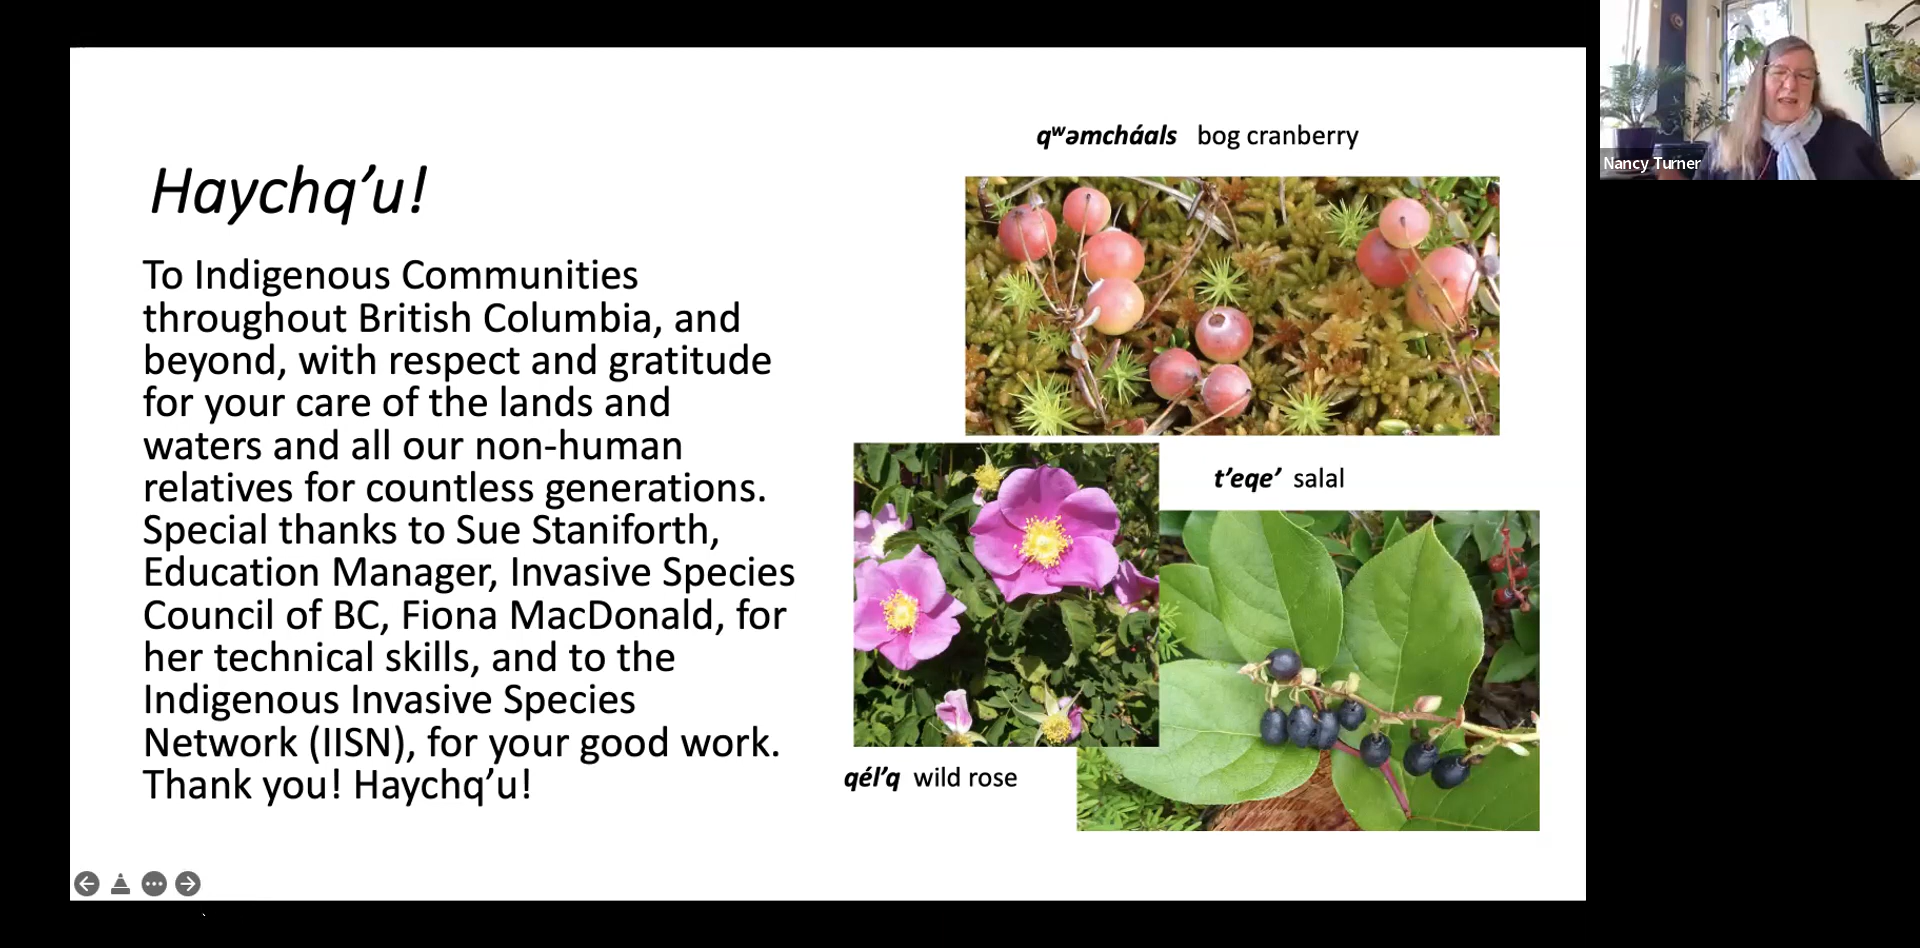 Haychq’u!
To Indigenous Communities
throughout British Columbia, and
beyond, with respect and gratitude
for your care of the lands and
waters and all our non-human
relatives for countless generations.
Special thanks to Sue Staniforth,
Education Manager, Invasive Species
Council of BC, Fiona MacDonald, for
her technical skills, and to the
Indigenous Invasive Species
Network (IISN), for your good work.
Thank you! Haychq’u!
qʷəmcháals bog cranberry
t’eqe’ salal
qél’q wild rose
Nancy Turner